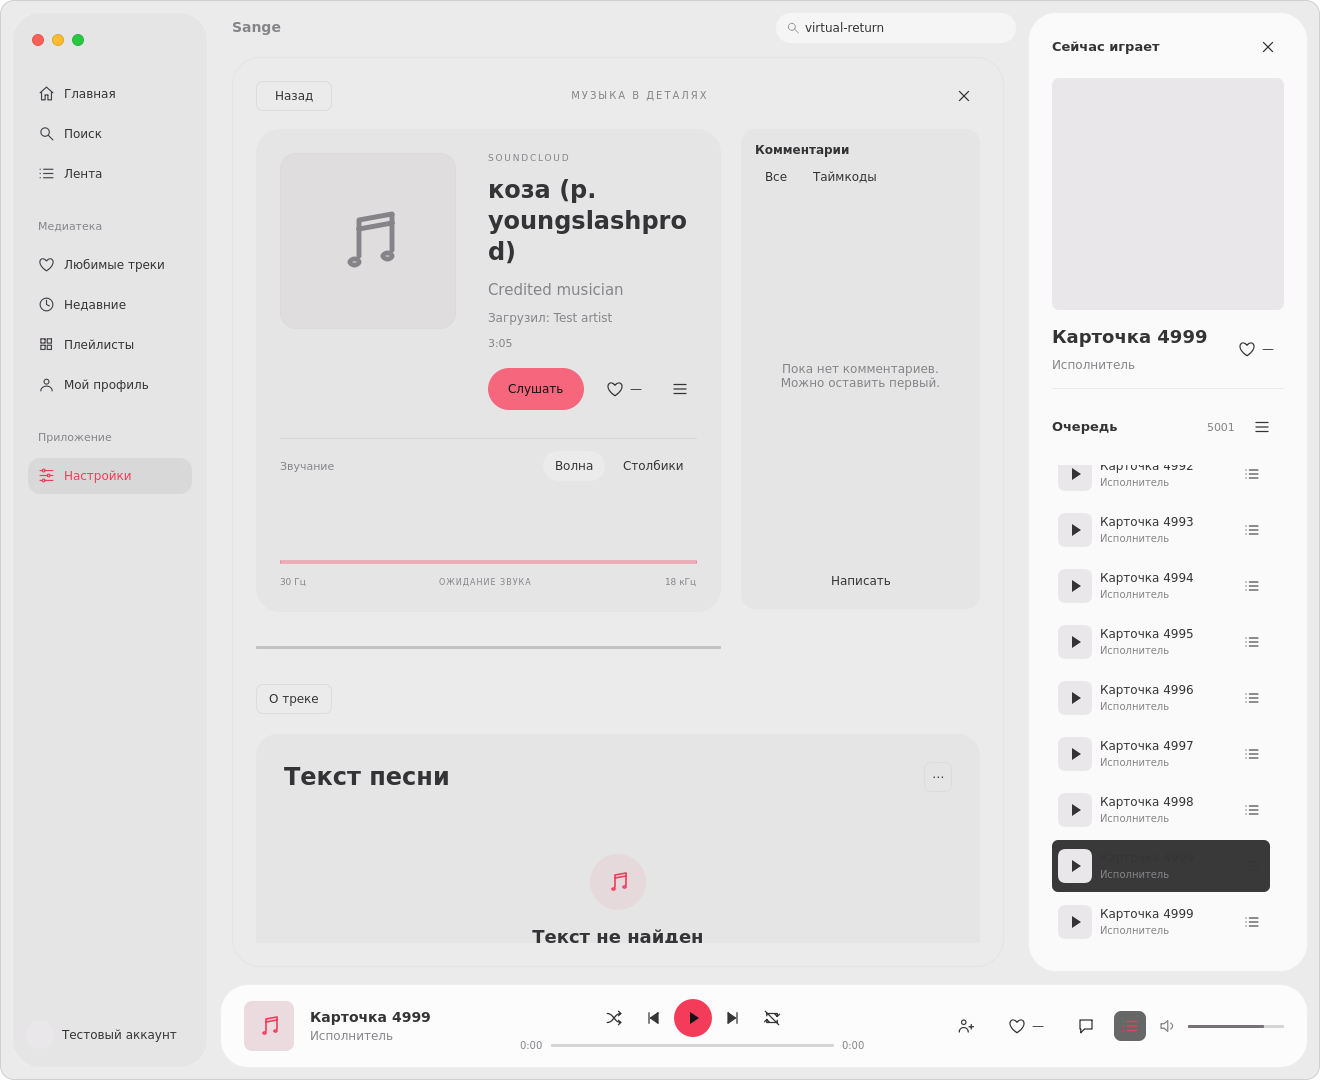 Sange
virtual-return
Главная
Поиск
Лента
Медиатека
Любимые треки
Недавние
Плейлисты
Мой профиль
Приложение
Настройки
Тестовый аккаунт
Назад
МУЗЫКА В ДЕТАЛЯХ
SOUNDCLOUD
коза (p.
youngslashpro
d)
Credited musician
Загрузил: Test artist
3:05
Слушать
—
Звучание
Волна
Столбики
30 Гц
ОЖИДАНИЕ ЗВУКА
18 кГц
Комментарии
Все
Таймкоды
Пока нет комментариев.
Можно оставить первый.
Написать
О треке
Текст песни
...
Текст не найден
Сейчас играет
Карточка 4999
—
Исполнитель
Очередь
5001
Карточка 4992
Исполнитель
Карточка 4993
Исполнитель
Карточка 4994
Исполнитель
Карточка 4995
Исполнитель
Карточка 4996
Исполнитель
Карточка 4997
Исполнитель
Карточка 4998
Исполнитель
Исполнитель
Карточка 4999
Исполнитель
Карточка 4999
Исполнитель
0:00
0:00
—